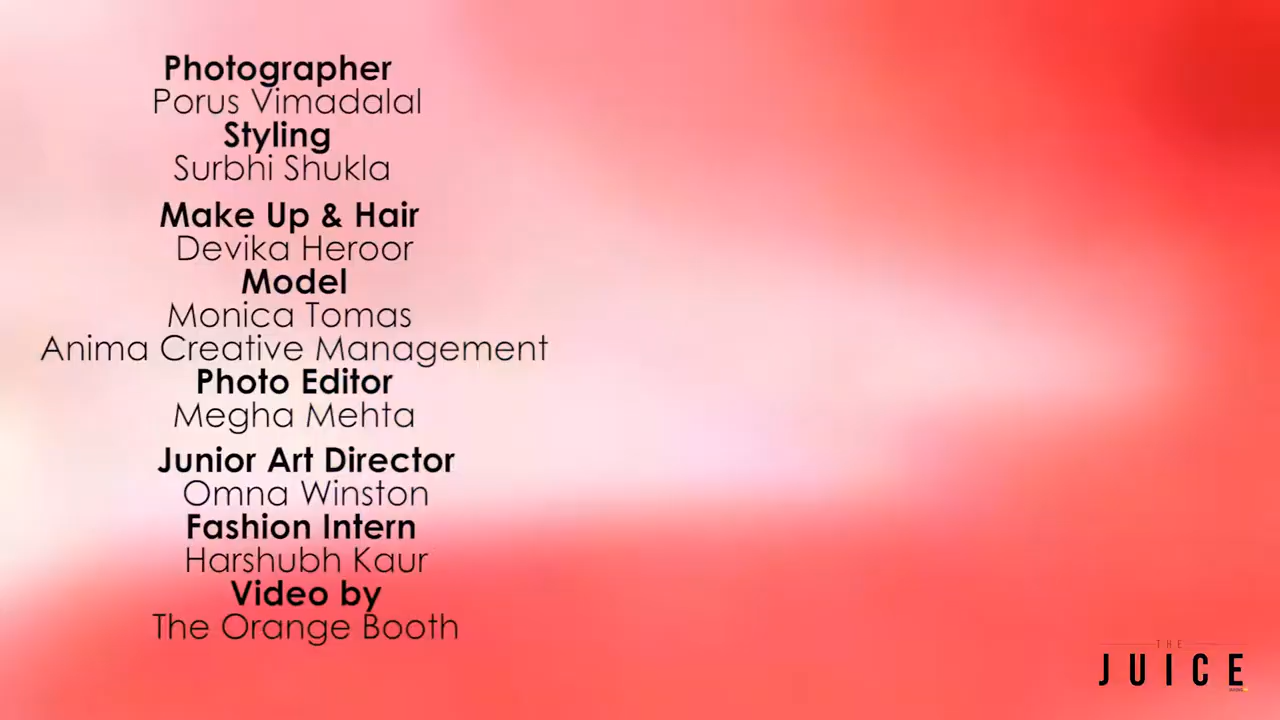 Photographer
Porus Vimadalal
Styling
Surbhi Shukla
Make Up & Hair
Devika Heroor
Model
Monica Tomas
Anima Creative Management
Photo Editor
Megha Mehta
Junior Art Director
Omna Winston
Fashion Intern
Harshubh Kaur
Video by
The Orange Booth
THE
JUICE